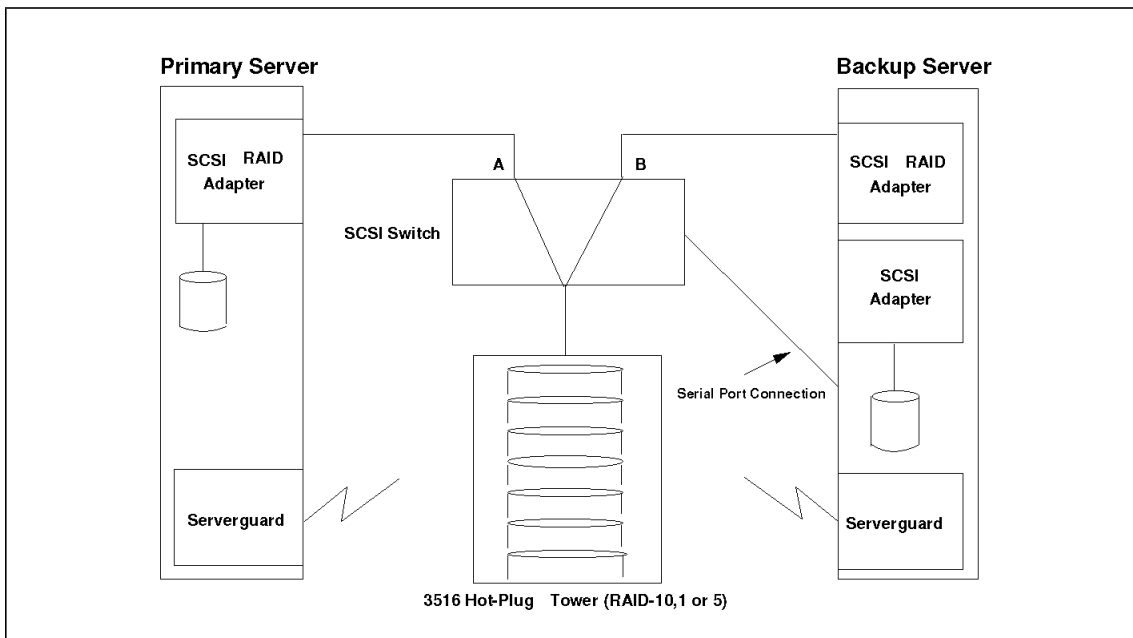 Primary Server
Backup Server
SCSI RAID
Adapter
A
B
SCSI RAID
Adapter
SCSI Switch
SCSI
Adapter
Serial Port Connection
Serverguard
Serverguard
3516 Hot-Plug Tower (RAID-10,1 or 5)